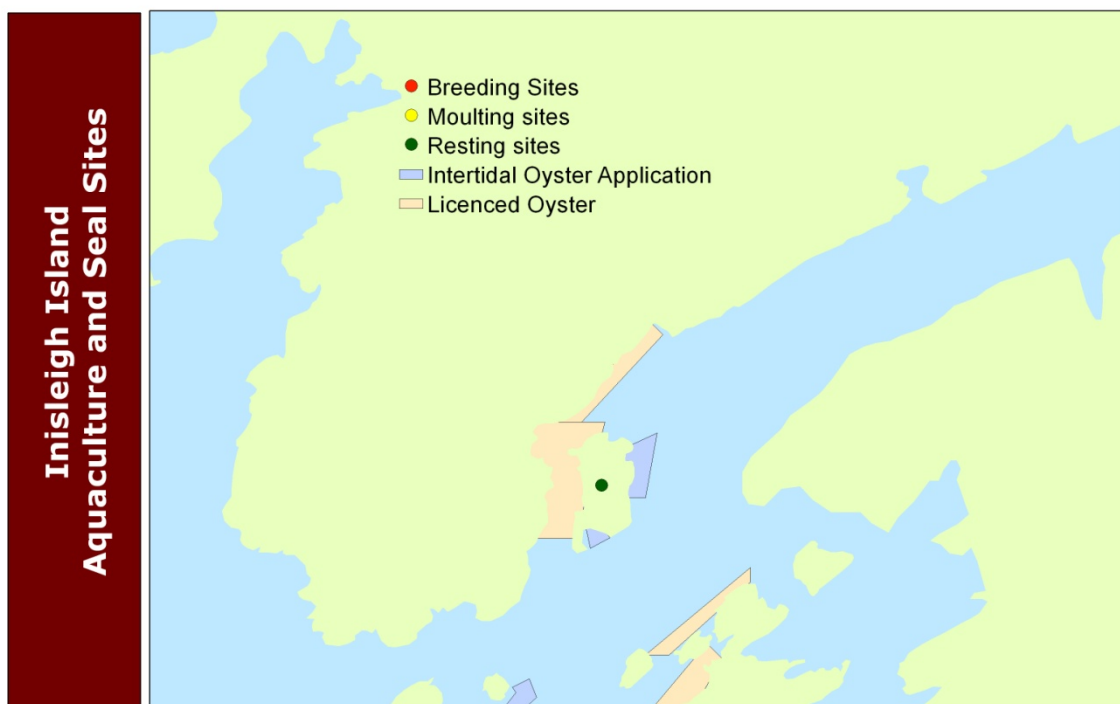 Inisleigh Island
Aquaculture and Seal Sites
Breeding Sites
Moulting sites
Resting sites
Intertidal Oyster Application
Licenced Oyster